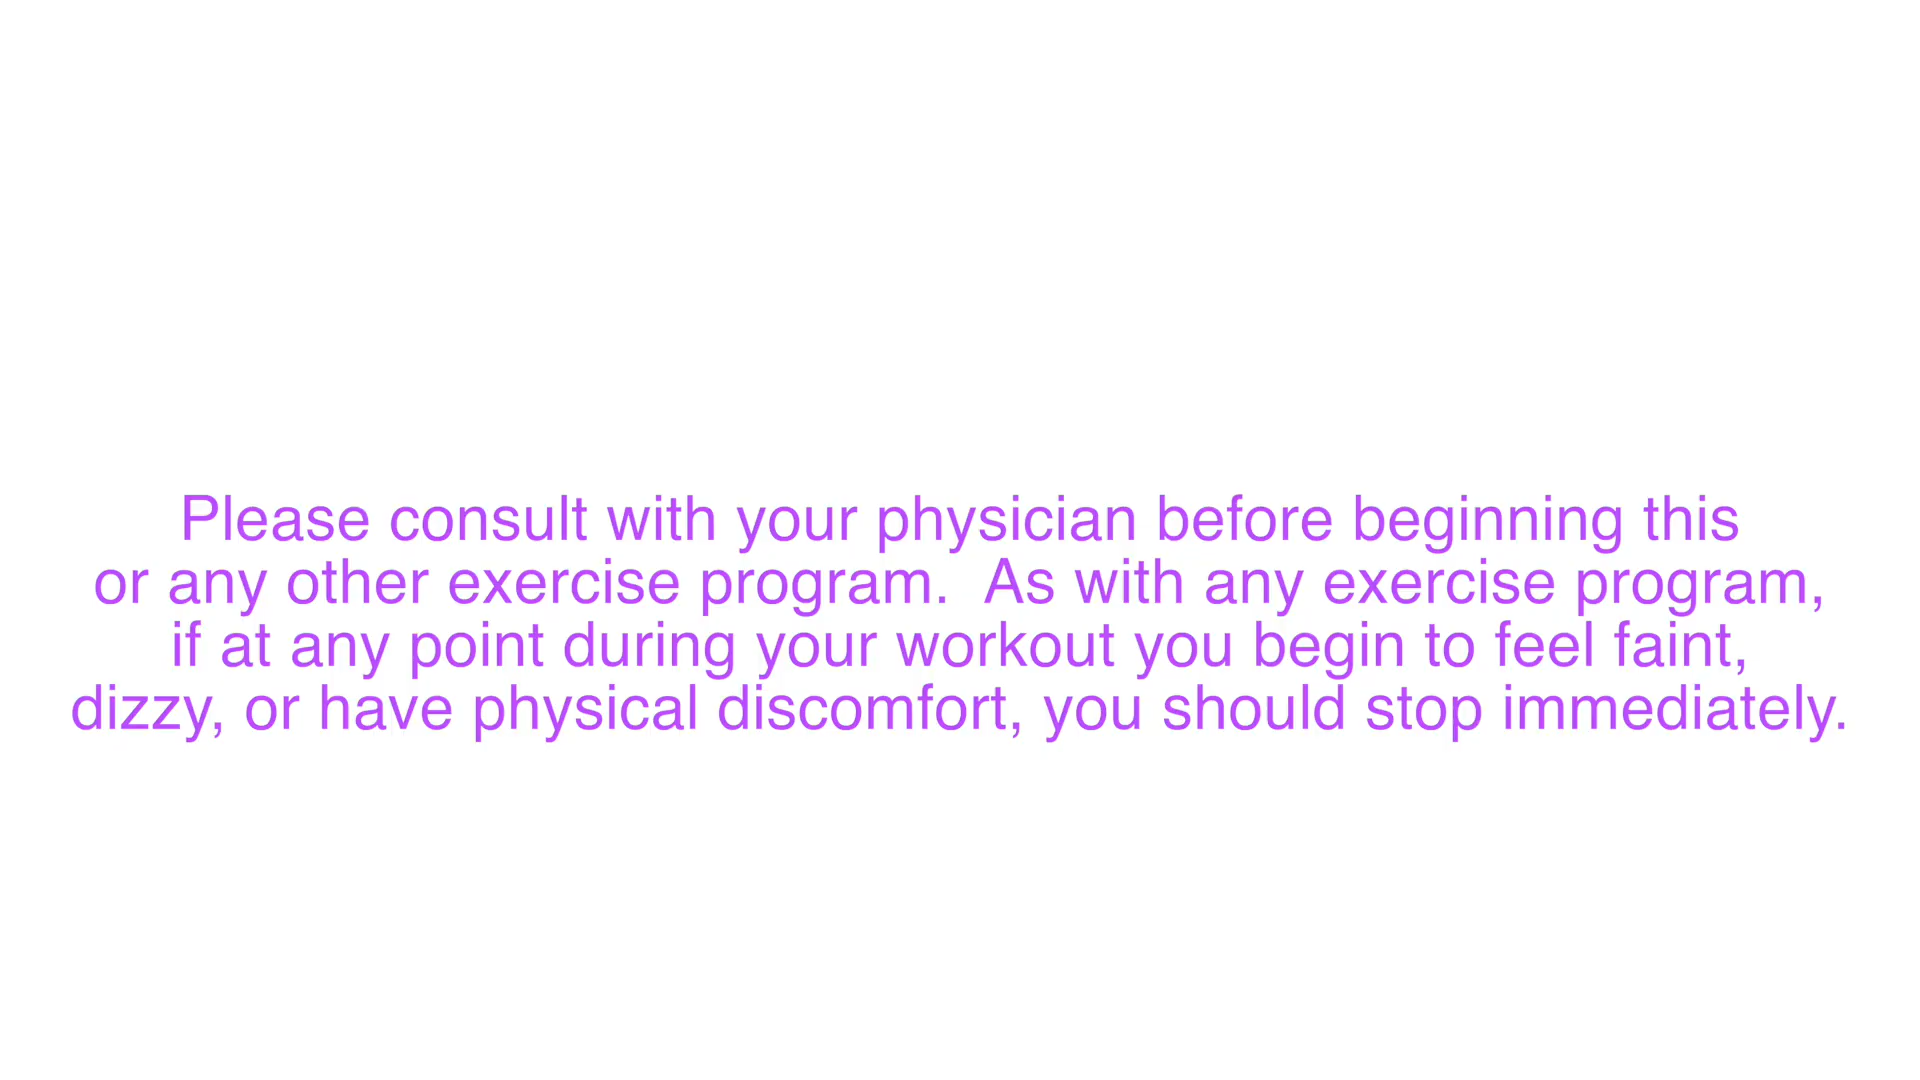 Please consult with your physician before beginning this
or any other exercise program.  As with any exercise program,
if at any point during your workout you begin to feel faint,
dizzy, or have physical discomfort, you should stop immediately.